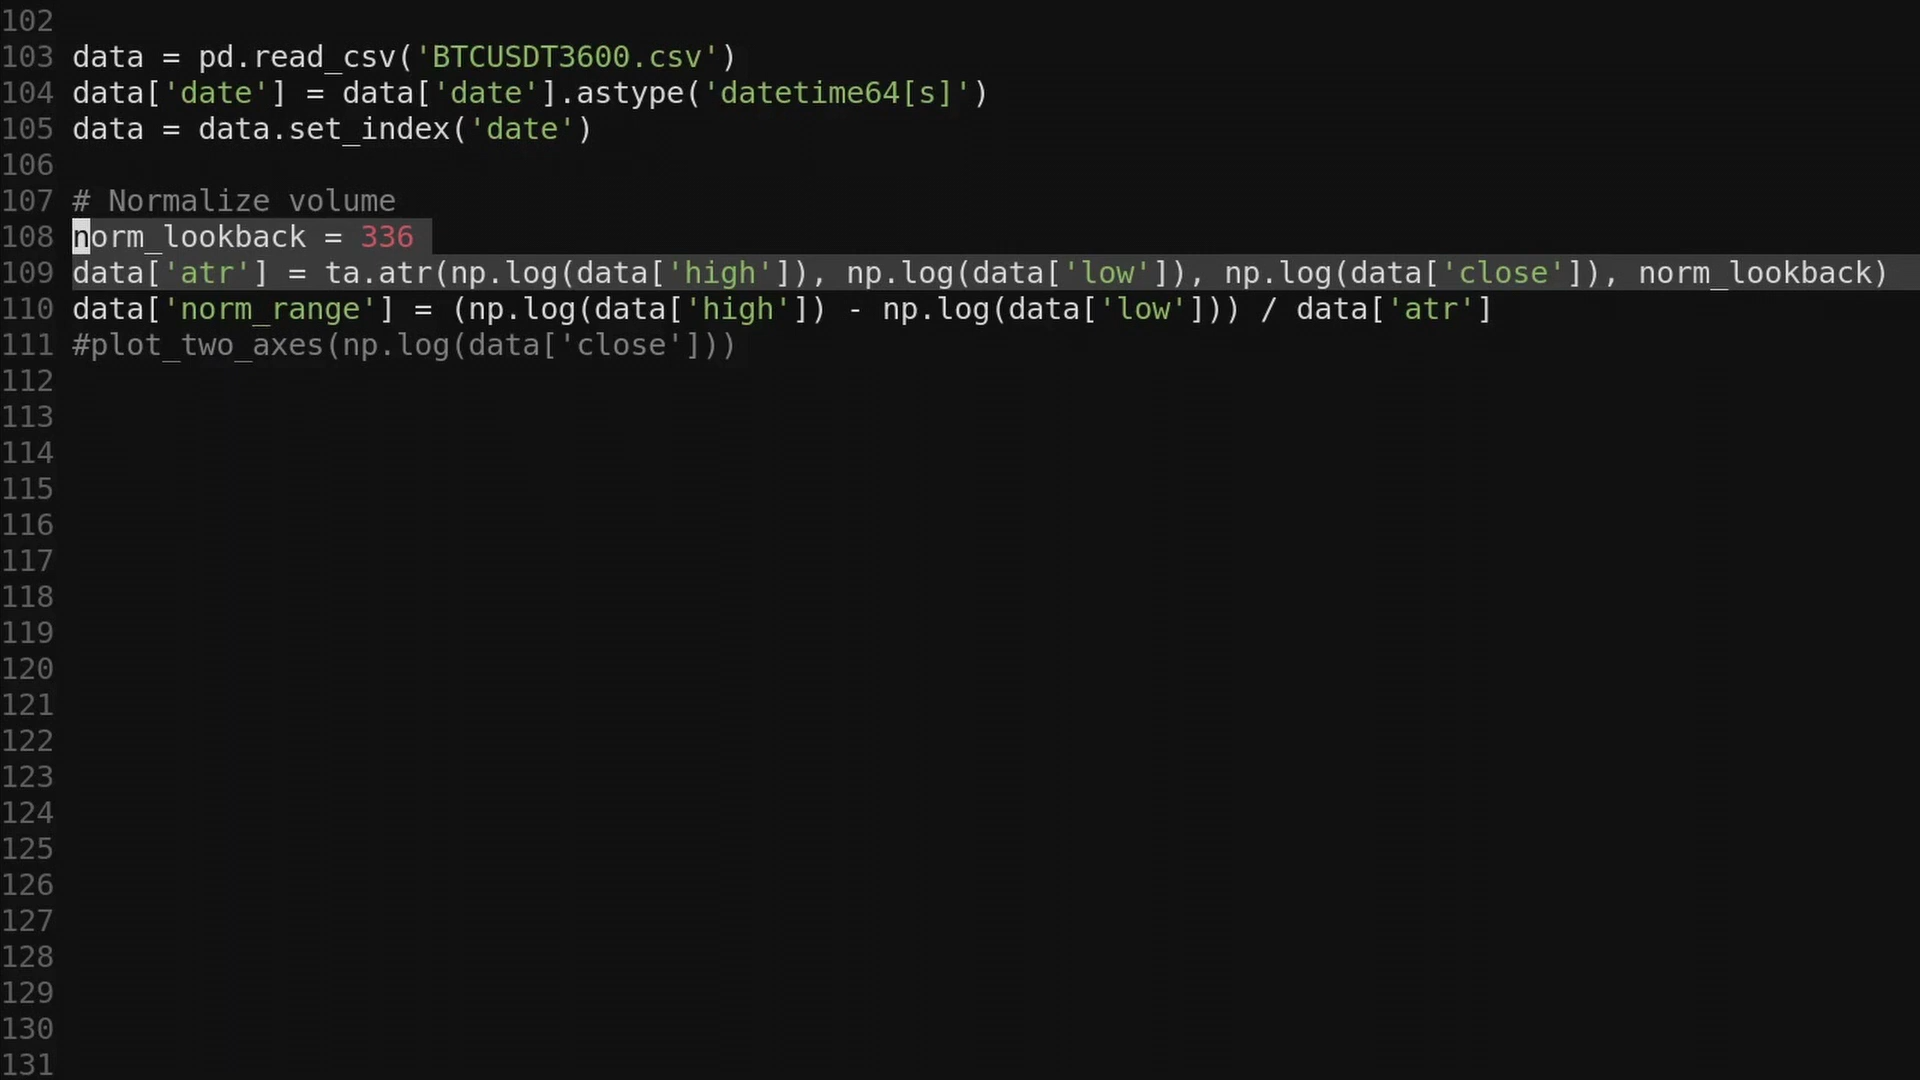 102
103 data = pd.read_csv('BTCUSDT3600.csv')
104 data['date'] = data['date'].astype('datetime64[s]')
105 data = data.set_index('date')
106
107 # Normalize volume
108 norm_lookback = 336
109 data['atr'] = ta.atr(np.log(data['high']), np.log(data['low']), np.log(data['close']), norm_lookback)
110 data['norm_range'] = (np.log(data['high']) - np.log(data['low'])) / data['atr']
111 #plot_two_axes(np.log(data['close']))
112
113
114
115
116
117
118
119
120
121
122
123
124
125
126
127
128
129
130
131